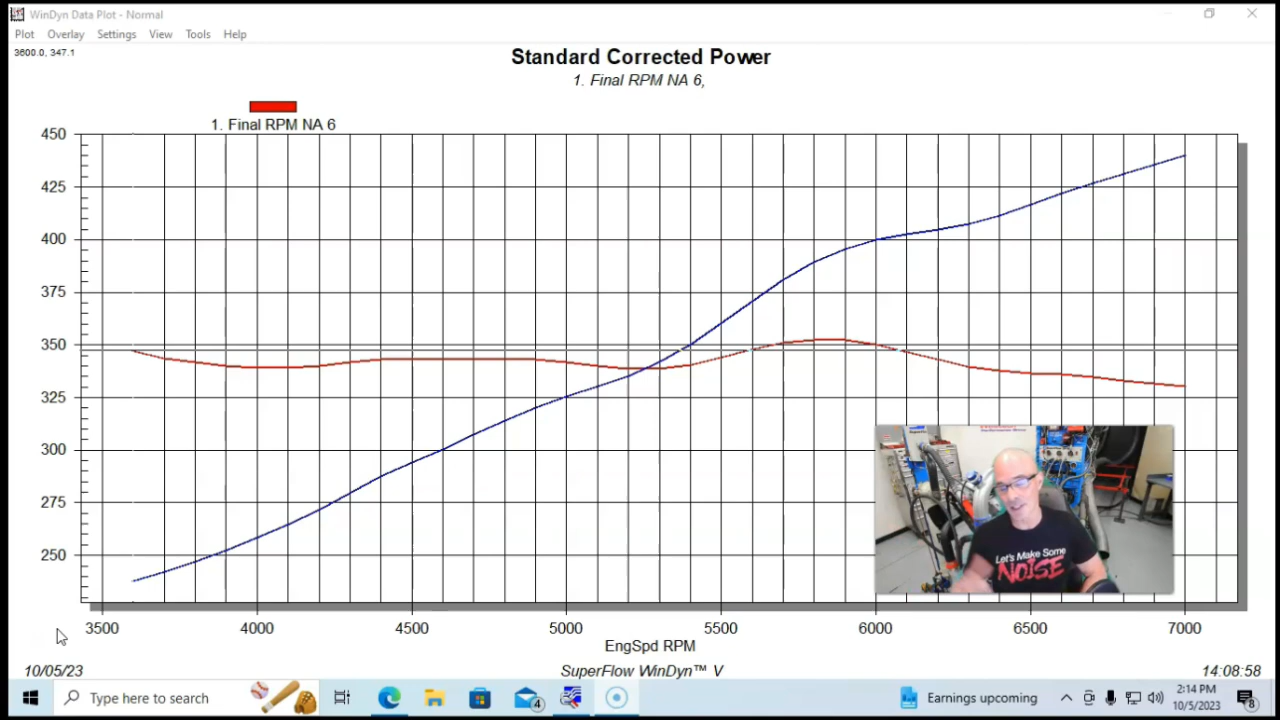 WinDyn Data Plot - Normal
Plot Overlay Settings View Tools Help
3600.0, 347.1
Standard Corrected Power
1. Final RPM NA 6,
1. Final RPM NA 6
450
425
400
375
350
325
300
275
250
3500 4000 4500 5000 5500 6000 6500 7000
EngSpd RPM
Let's Make Some
NOISE
10/05/23 SuperFlow WinDyn™ V 14:08:58
Type here to search 4 Earnings upcoming 2:14 PM
10/5/2023 8